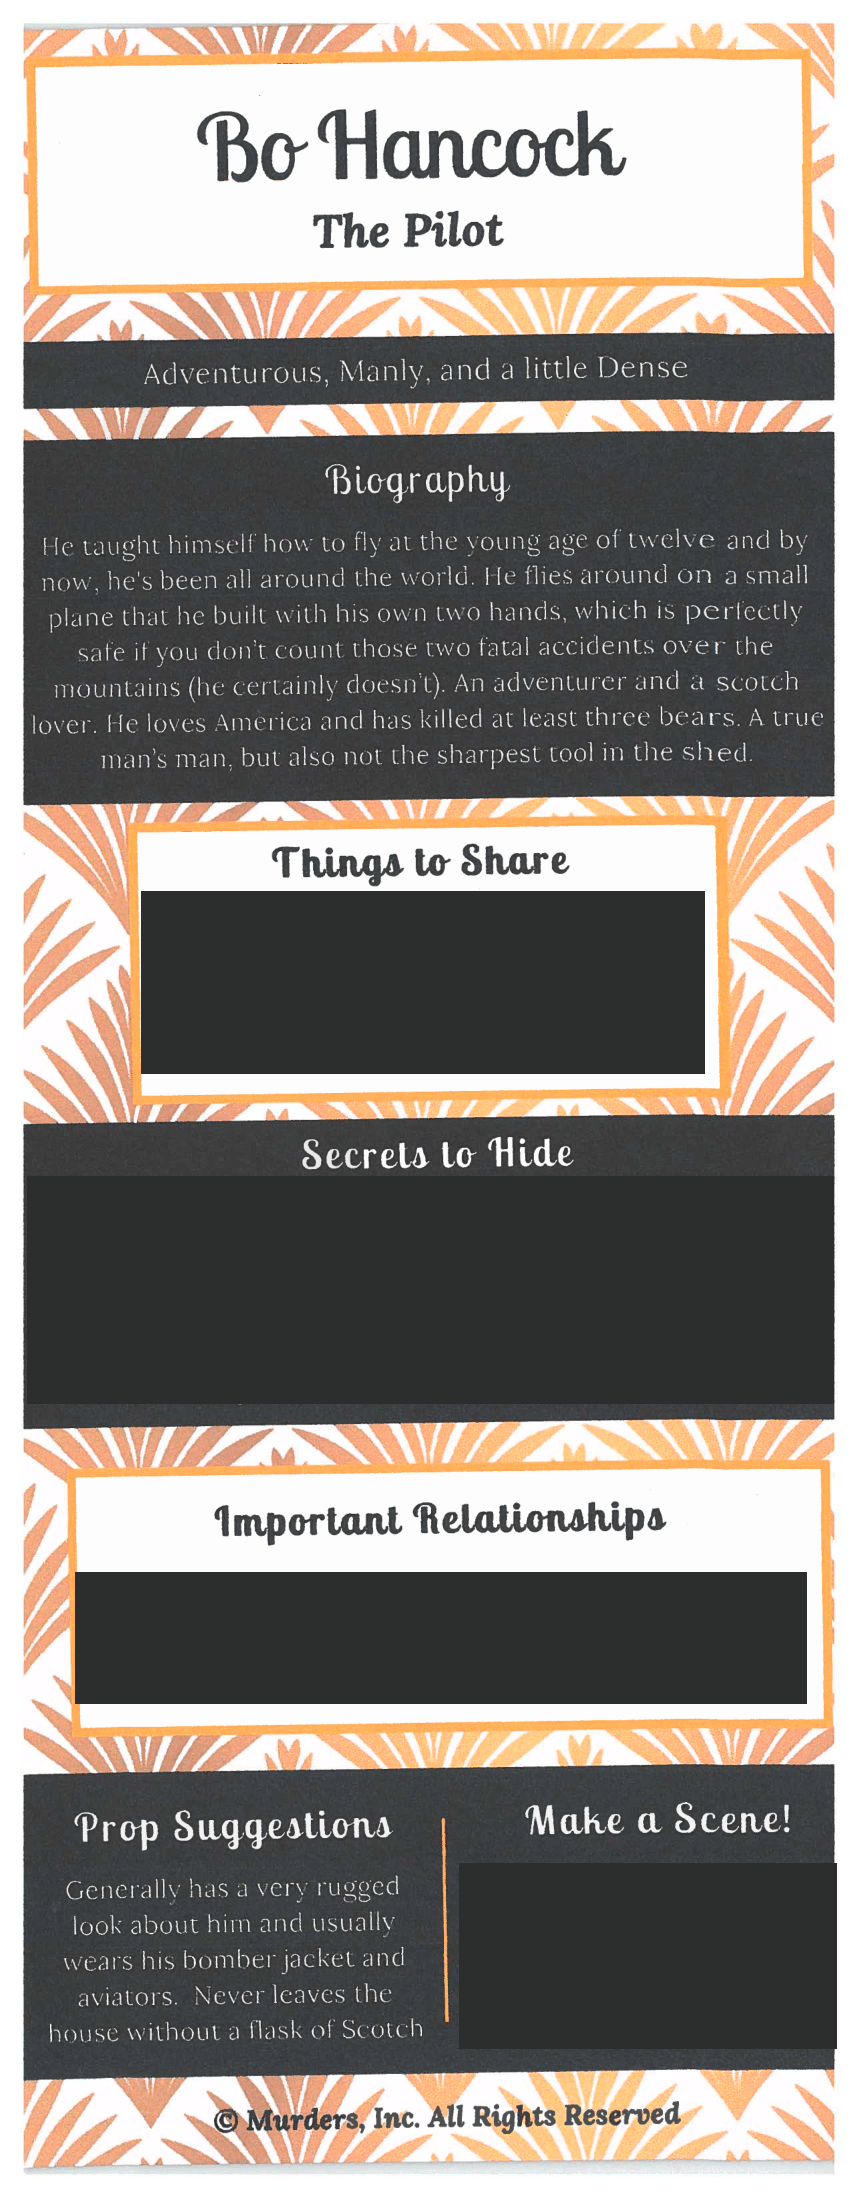 Bo Hancock
The Pilot
Adventurous, Manly, and a little Dense
Biography
He taught himself how to fly at the young age of twelve and by
now, he's been all around the world. He flies around on a small
plane that he built with his own two hands, which is perfectly
safe if you don't count those two fatal accidents over the
mountains (he certainly doesn't). An adventurer and a scotch
lover. He loves America and has killed at least three bears. A true
man's man, but also not the sharpest tool in the shed.
Things to Share
Secrets to Hide
Important Relationships
Prop Suggestions
Generally has a very rugged
look about him and usually
wears his bomber jacket and
aviators. Never leaves the
house without a flask of Scotch
Make a Scene!
© Murders, Inc. All Rights Reserved